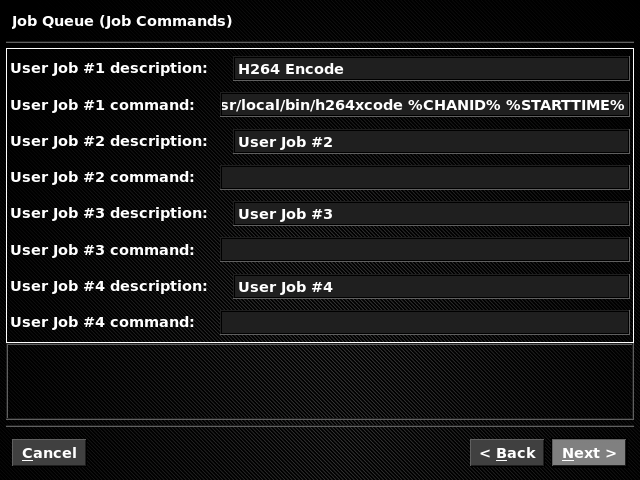 Job Queue (Job Commands)
User Job #1 description: H264 Encode
User Job #1 command: sr/local/bin/h264xcode %CHANID% %STARTTIME%
User Job #2 description: User Job #2
User Job #2 command:
User Job #3 description: User Job #3
User Job #3 command:
User Job #4 description: User Job #4
User Job #4 command:
Cancel < Back Next >